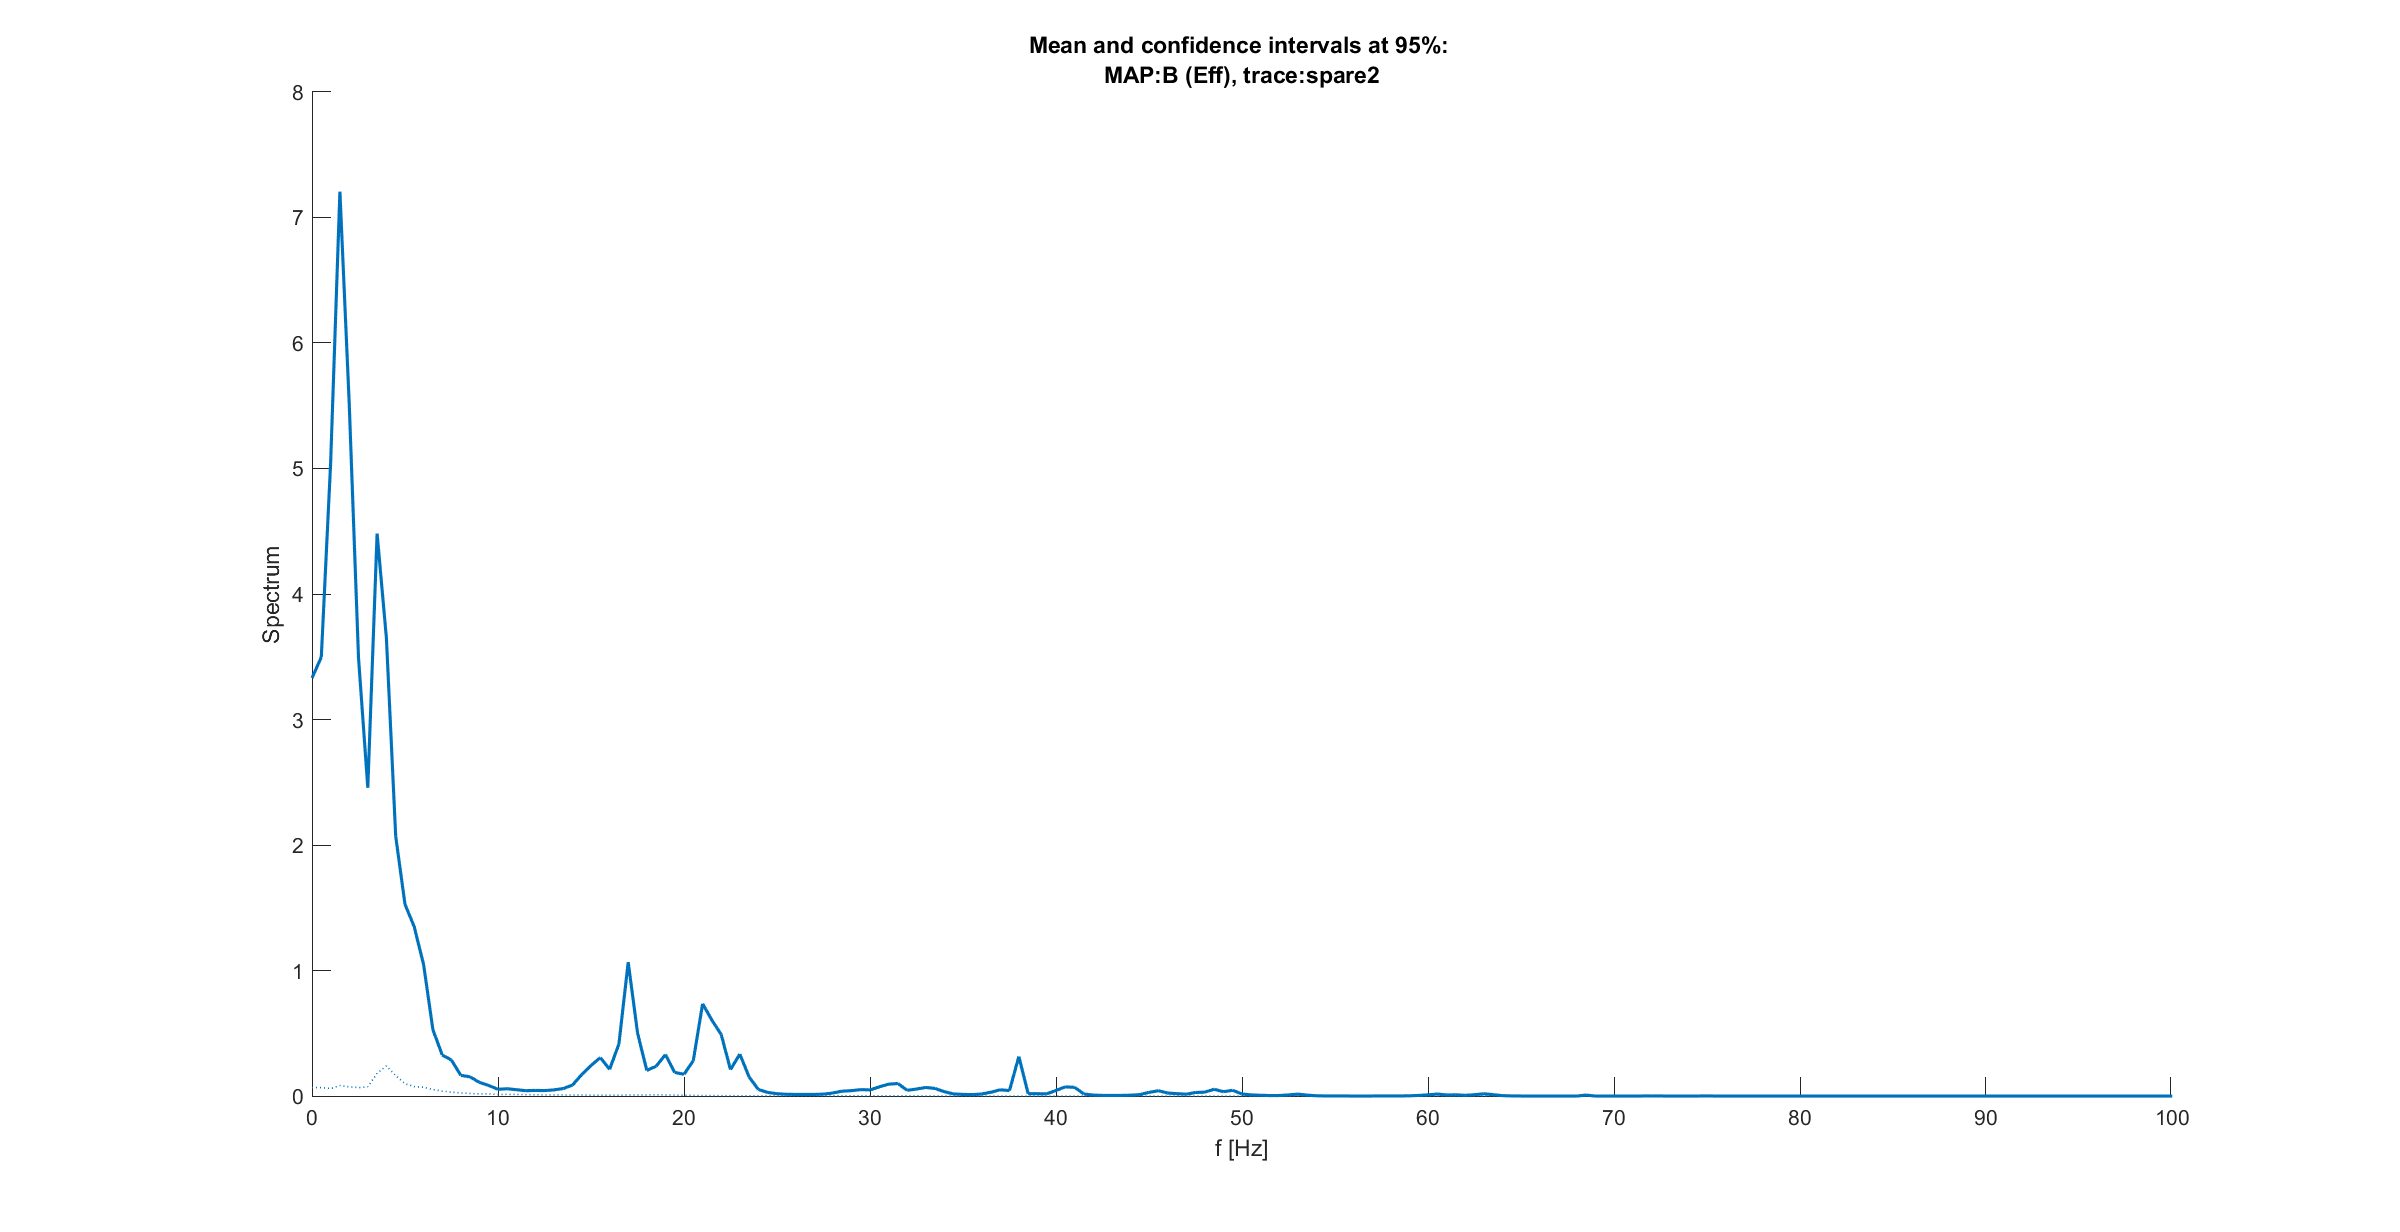 Mean and confidence intervals at 95%:
MAP:B (Eff), trace:spare2
8
7
6
5
4
3
2
1
0
Spectrum
0 10 20 30 40 50 60 70 80 90 100
f [Hz]